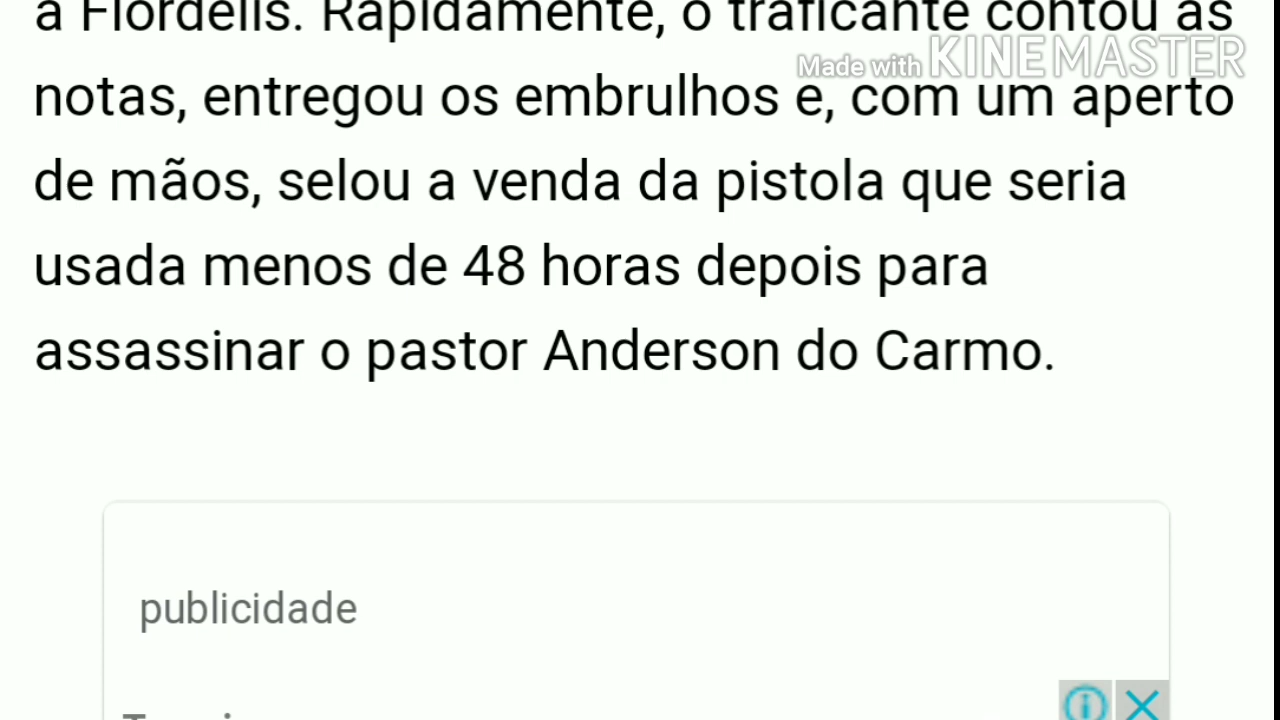 a Flordelis. Rapidamente, o traficante contou as
Made with KINEMASTER
notas, entregou os embrulhos e, com um aperto
de mãos, selou a venda da pistola que seria
usada menos de 48 horas depois para
assassinar o pastor Anderson do Carmo.
publicidade